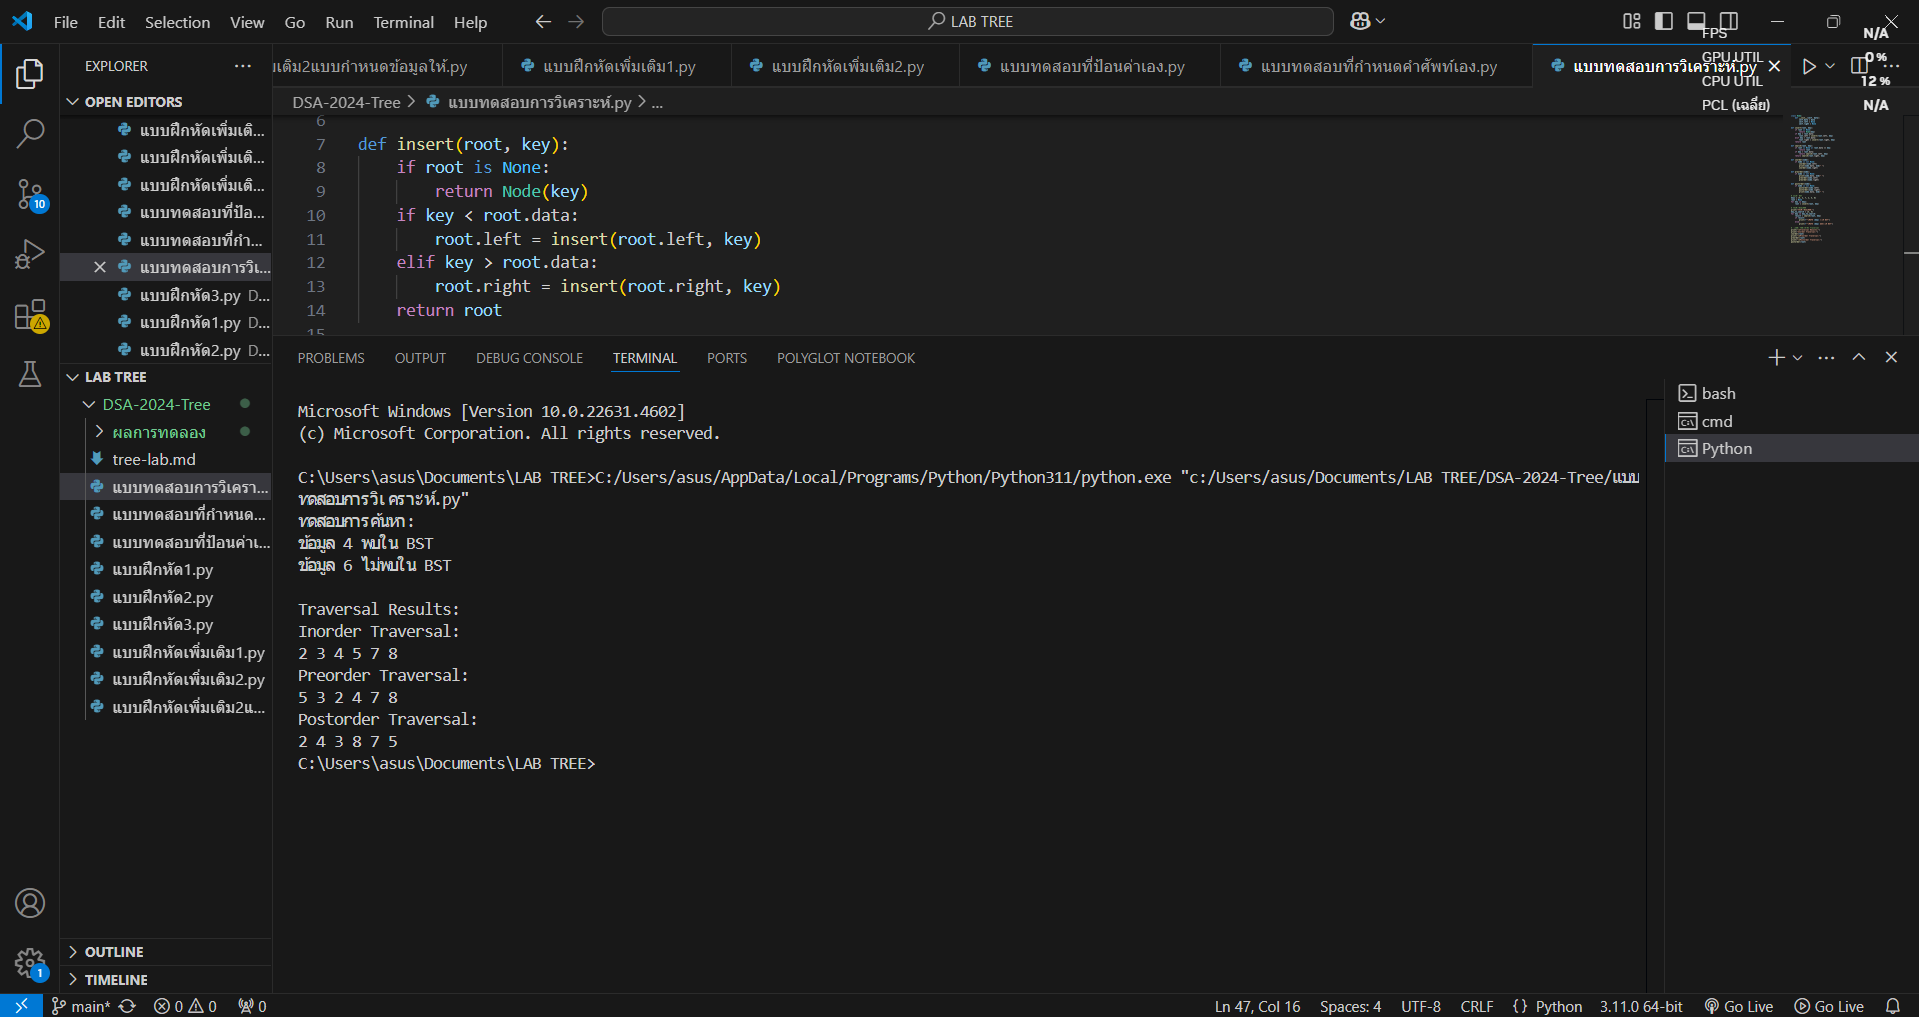 File Edit Selection View Go Run Terminal Help
LAB TREE
FPS N/A
GPU UTIL 0 %
CPU UTIL 12 %
PCL (เฉลี่ย) N/A
EXPLORER
OPEN EDITORS
แบบฝึกหัดเพิ่มเติ...
แบบฝึกหัดเพิ่มเติ...
แบบฝึกหัดเพิ่มเติ...
แบบทดสอบที่ป้อ...
แบบทดสอบที่กำ...
แบบทดสอบการวิเ...
แบบฝึกหัด3.py D...
แบบฝึกหัด1.py D...
แบบฝึกหัด2.py D...
LAB TREE
DSA-2024-Tree
ผลการทดลอง
tree-lab.md
แบบทดสอบการวิเครา...
แบบทดสอบที่กำหนด...
แบบทดสอบที่ป้อนค่าเ...
แบบฝึกหัด1.py
แบบฝึกหัด2.py
แบบฝึกหัด3.py
แบบฝึกหัดเพิ่มเติม1.py
แบบฝึกหัดเพิ่มเติม2.py
แบบฝึกหัดเพิ่มเติม2แ...
OUTLINE
TIMELINE
10
1
เติม2แบบกำหนดข้อมูลให้.py แบบฝึกหัดเพิ่มเติม1.py แบบฝึกหัดเพิ่มเติม2.py แบบทดสอบที่ป้อนค่าเอง.py แบบทดสอบที่กำหนดคำศัพท์เอง.py แบบทดสอบการวิเคราะห์.py
DSA-2024-Tree > แบบทดสอบการวิเคราะห์.py > ...
6
7 def insert(root, key):
8 if root is None:
9 return Node(key)
10 if key < root.data:
11 root.left = insert(root.left, key)
12 elif key > root.data:
13 root.right = insert(root.right, key)
14 return root
15
PROBLEMS OUTPUT DEBUG CONSOLE TERMINAL PORTS POLYGLOT NOTEBOOK
bash
cmd
Python
Microsoft Windows [Version 10.0.22631.4602]
(c) Microsoft Corporation. All rights reserved.
C:\Users\asus\Documents\LAB TREE>C:/Users/asus/AppData/Local/Programs/Python/Python311/python.exe "c:/Users/asus/Documents/LAB TREE/DSA-2024-Tree/แบบ
ทดสอบการวิเคราะห์.py"
ทดสอบการค้นหา:
ข้อมูล 4 พบใน BST
ข้อมูล 6 ไม่พบใน BST
Traversal Results:
Inorder Traversal:
2 3 4 5 7 8
Preorder Traversal:
5 3 2 4 7 8
Postorder Traversal:
2 4 3 8 7 5
C:\Users\asus\Documents\LAB TREE>
main* 0 0 0 Ln 47, Col 16 Spaces: 4 UTF-8 CRLF {} Python 3.11.0 64-bit Go Live Go Live